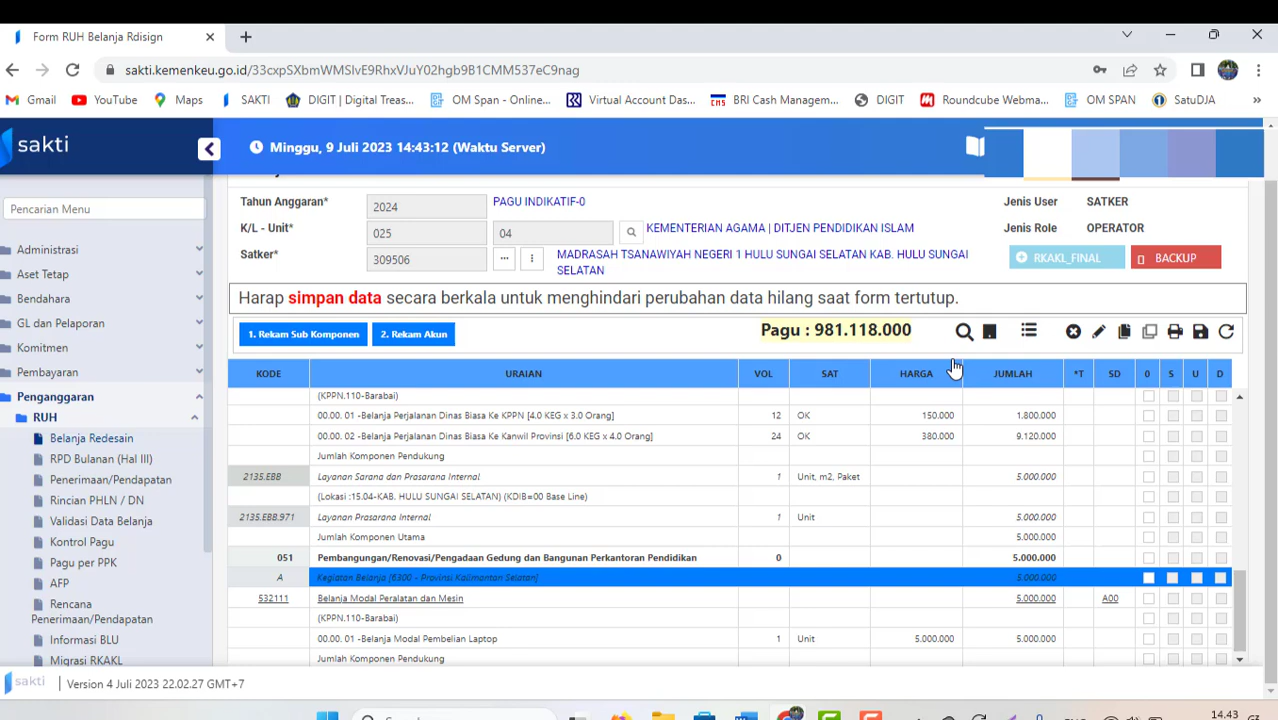 Form RUH Belanja Rdisign
sakti.kemenkeu.go.id/33cxpSXbmWMSlvE9RhxVJuY02hgb9B1CMM537eC9nag
Gmail YouTube Maps SAKTI DIGIT | Digital Treas... OM Span - Online... Virtual Account Das... CMS BRI Cash Managem... DIGIT Roundcube Webma... OM SPAN SatuDJA »
sakti
Minggu, 9 Juli 2023 14:43:12 (Waktu Server)
Pencarian Menu
Administrasi
Aset Tetap
Bendahara
GL dan Pelaporan
Komitmen
Pembayaran
Penganggaran
RUH
Belanja Redesain
RPD Bulanan (Hal III)
Penerimaan/Pendapatan
Rincian PHLN / DN
Validasi Data Belanja
Kontrol Pagu
Pagu per PPK
AFP
Rencana
Penerimaan/Pendapatan
Informasi BLU
Migrasi RKAKL
Tahun Anggaran* 2024 PAGU INDIKATIF-0 Jenis User SATKER
K/L - Unit* 025 04 KEMENTERIAN AGAMA | DITJEN PENDIDIKAN ISLAM Jenis Role OPERATOR
Satker* 309506 ... MADRASAH TSANAWIYAH NEGERI 1 HULU SUNGAI SELATAN KAB. HULU SUNGAI RKAKL_FINAL BACKUP
SELATAN
Harap simpan data secara berkala untuk menghindari perubahan data hilang saat form tertutup.
1. Rekam Sub Komponen 2. Rekam Akun Pagu : 981.118.000
KODE URAIAN VOL SAT HARGA JUMLAH *T SD 0 S U D
(KPPN.110-Barabai)
00.00. 01 -Belanja Perjalanan Dinas Biasa Ke KPPN [4.0 KEG x 3.0 Orang] 12 OK 150.000 1.800.000
00.00. 02 -Belanja Perjalanan Dinas Biasa Ke Kanwil Provinsi [6.0 KEG x 4.0 Orang] 24 OK 380.000 9.120.000
Jumlah Komponen Pendukung
2135.EBB Layanan Sarana dan Prasarana Internal 1 Unit, m2, Paket 5.000.000
(Lokasi :15.04-KAB. HULU SUNGAI SELATAN) (KDIB=00 Base Line)
2135.EBB.971 Layanan Prasarana Internal 1 Unit 5.000.000
Jumlah Komponen Utama 5.000.000
051 Pembangunan/Renovasi/Pengadaan Gedung dan Bangunan Perkantoran Pendidikan 0 5.000.000
A Kegiatan Belanja [6300 - Provinsi Kalimantan Selatan] 5.000.000
532111 Belanja Modal Peralatan dan Mesin 5.000.000 A00
(KPPN.110-Barabai)
00.00. 01 -Belanja Modal Pembelian Laptop 1 Unit 5.000.000 5.000.000
Jumlah Komponen Pendukung
sakti Version 4 Juli 2023 22.02.27 GMT+7
14.43